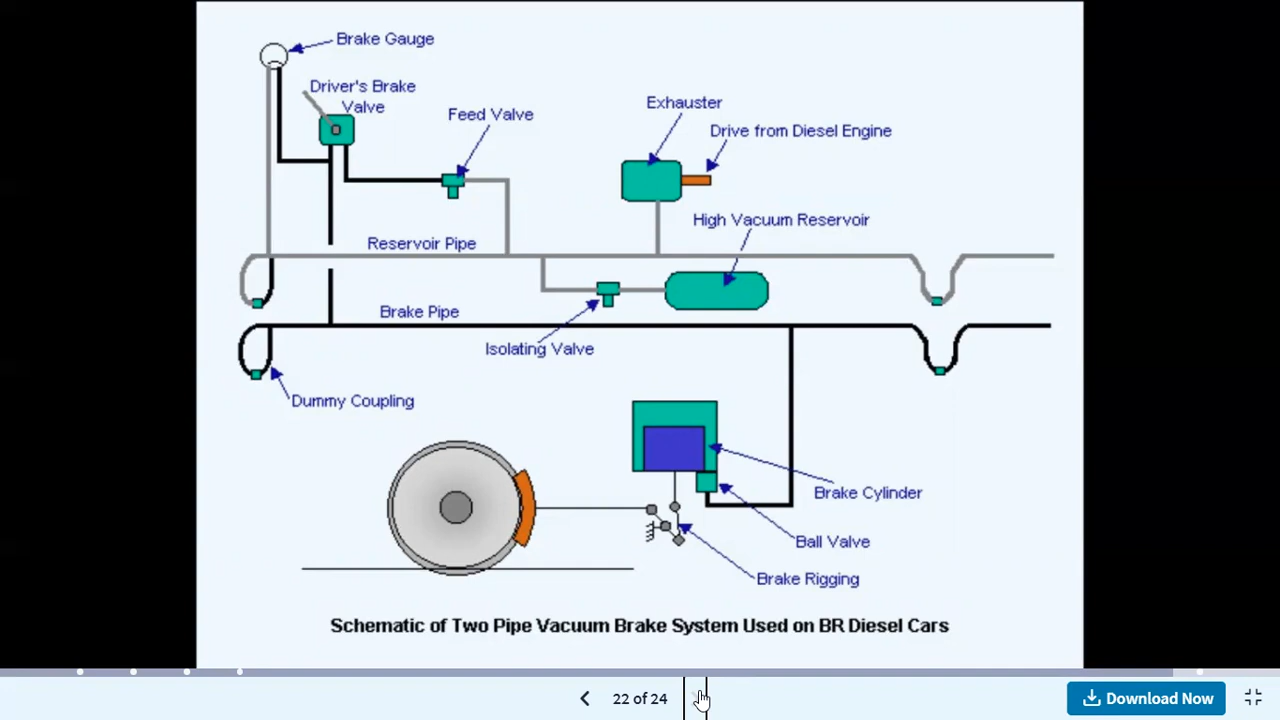 Brake Gauge
Driver's Brake
Valve
Feed Valve
Exhauster
Drive from Diesel Engine
High Vacuum Reservoir
Reservoir Pipe
Brake Pipe
Isolating Valve
Dummy Coupling
Brake Cylinder
Ball Valve
Brake Rigging
Schematic of Two Pipe Vacuum Brake System Used on BR Diesel Cars
22 of 24
Download Now